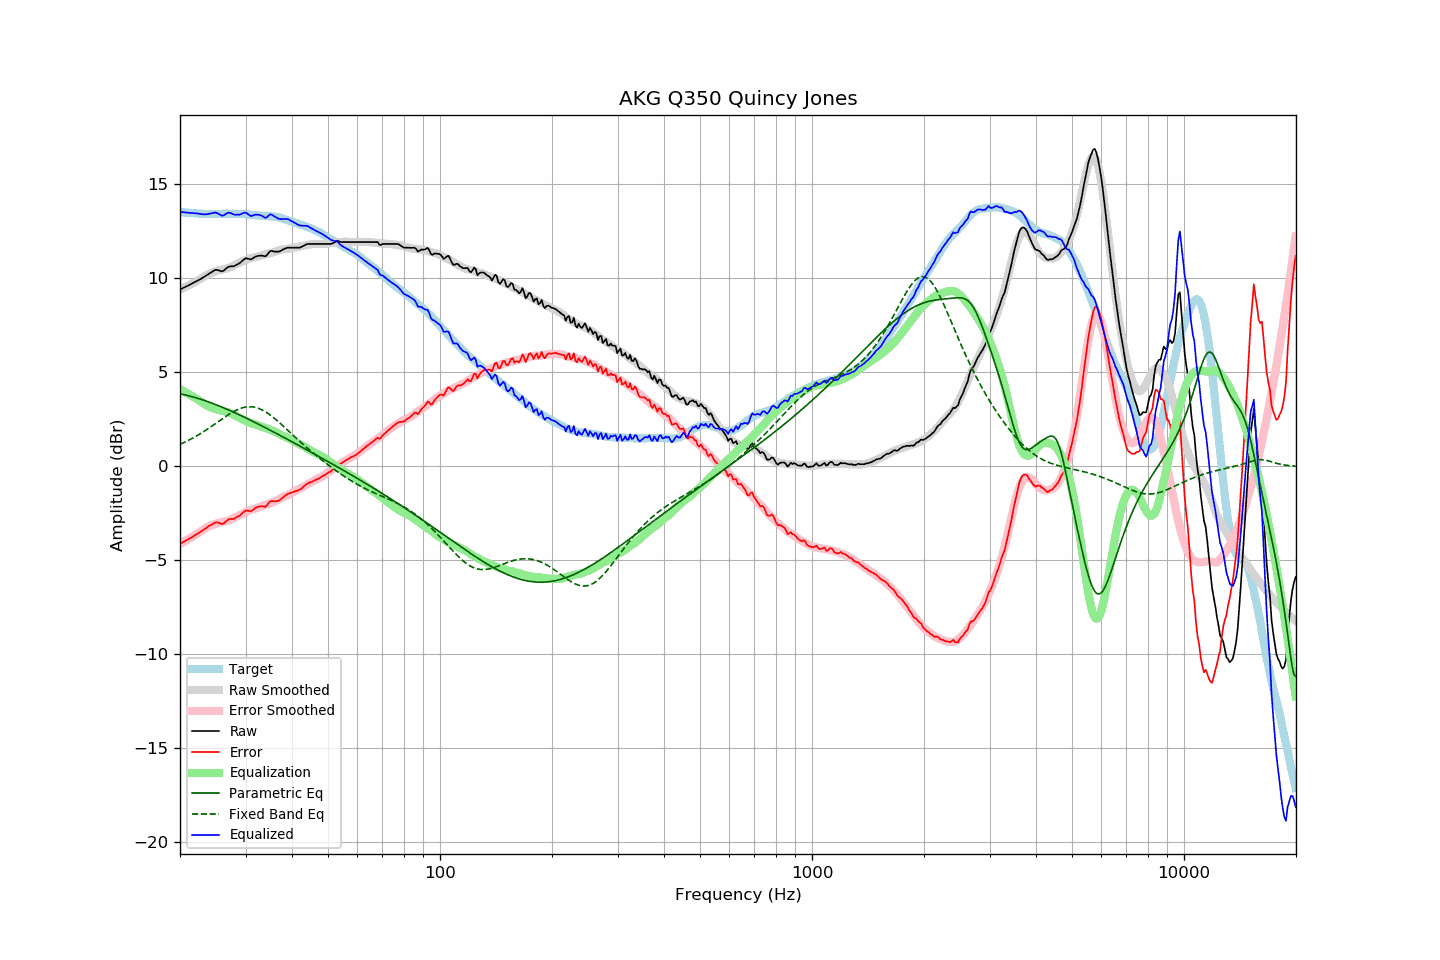 AKG Q350 Quincy Jones
15
10
5
0
−5
−10
−15
−20
Amplitude (dBr)
Target
Raw Smoothed
Error Smoothed
Raw
Error
Equalization
Parametric Eq
Fixed Band Eq
Equalized
100
1000
10000
Frequency (Hz)